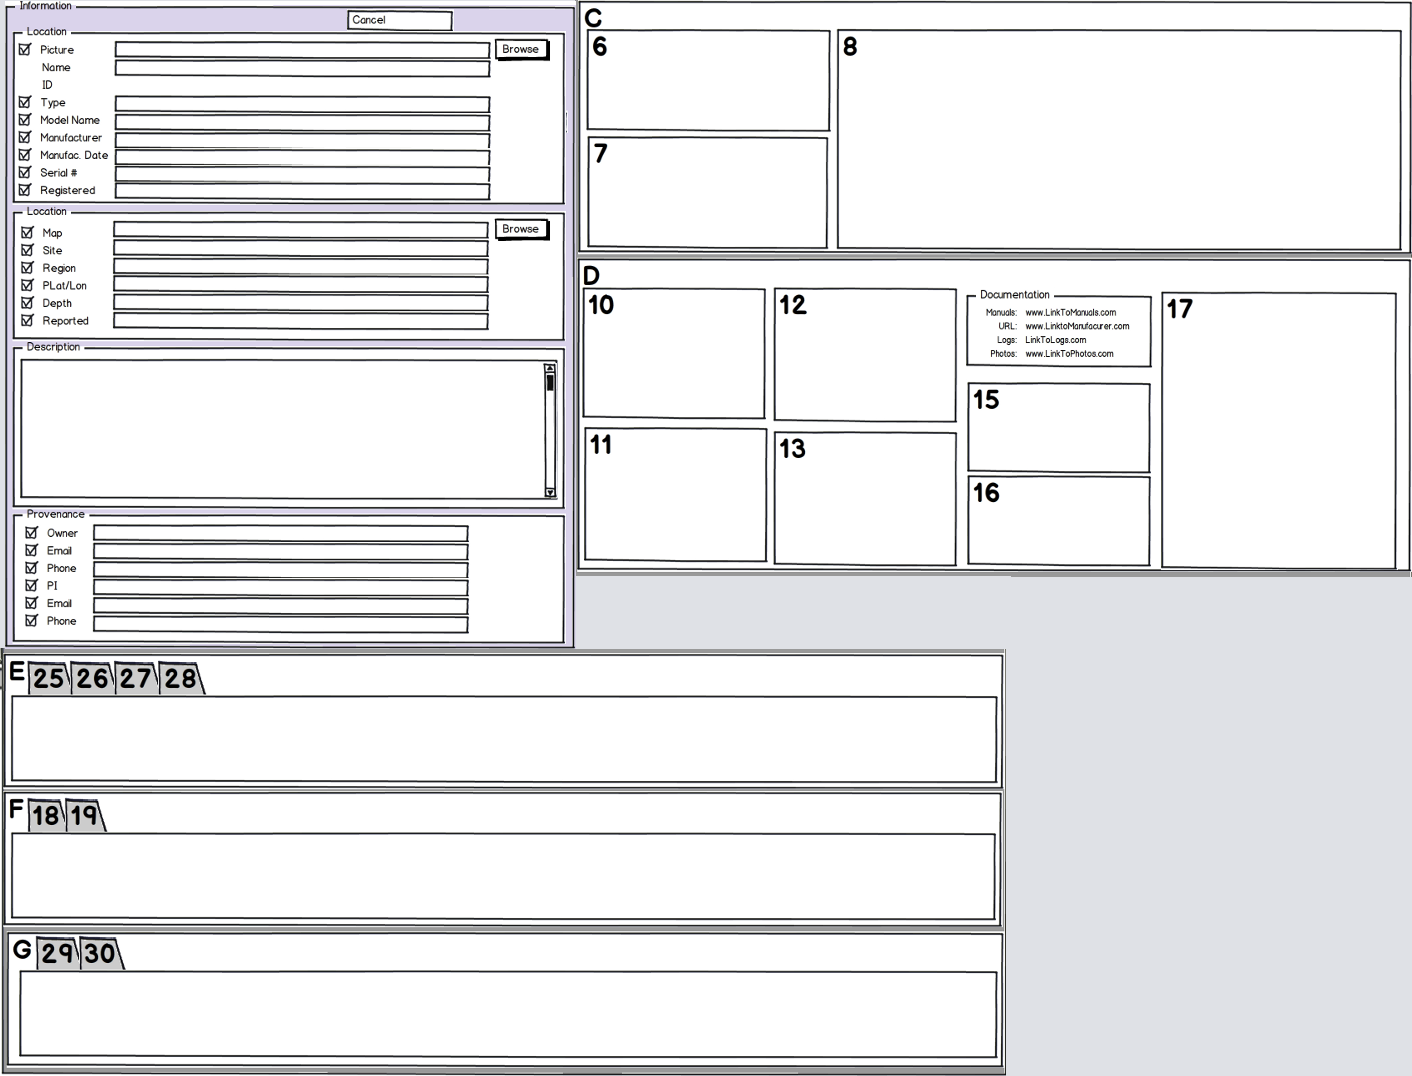 Information
Cancel
Location
Picture
Browse
Name
ID
Type
Model Name
Manufacturer
Manufac. Date
Serial #
Registered
Location
Map
Browse
Site
Region
PLat/Lon
Depth
Reported
Description
Provenance
Owner
Email
Phone
PI
Email
Phone
C
6
8
7
D
10
12
Documentation
Manuals: www.LinkToManuals.com
URL: www.LinktoManufacurer.com
Logs: LinkToLogs.com
Photos: www.LinkToPhotos.com
17
15
11
13
16
E 25 26 27 28
F 18 19
G 29 30